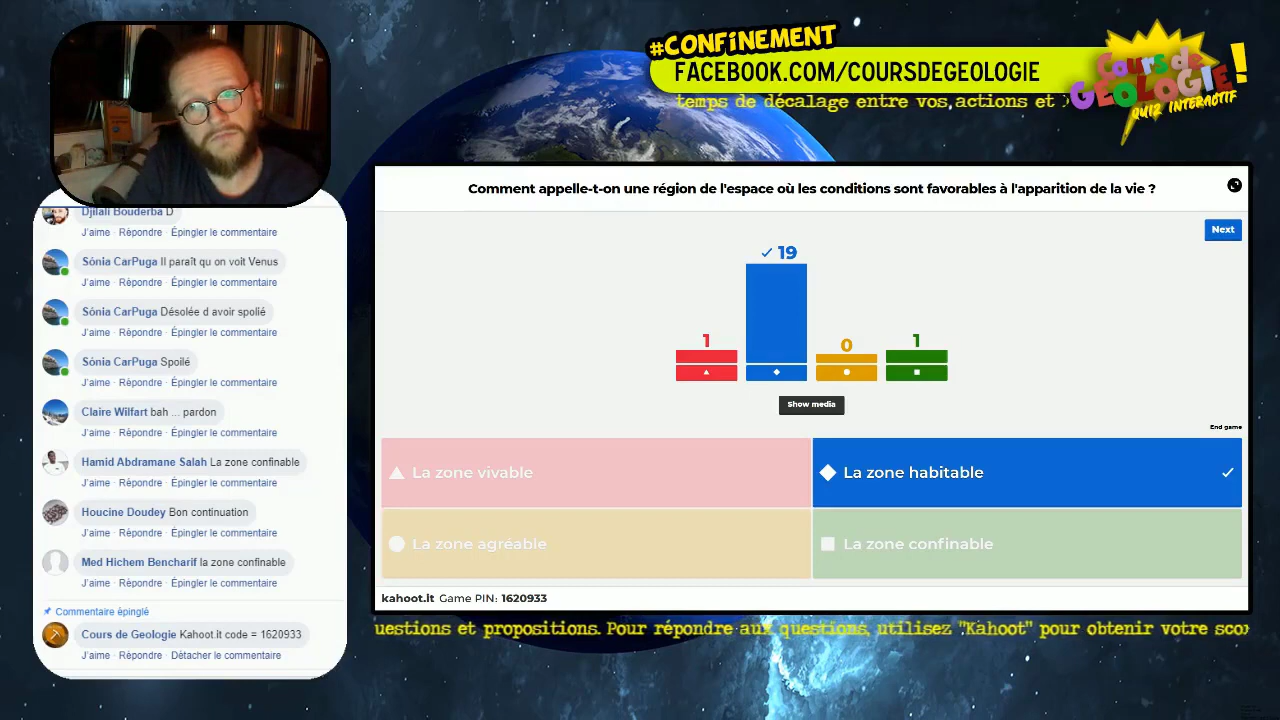 #CONFINEMENT
FACEBOOK.COM/COURSDEGEOLOGIE
Cours de
GEOLOGIE!
QUIZ INTERACTIF
temps de décalage entre vos actions et
Djilali Bouderba D
J'aime · Répondre · Épingler le commentaire
Sónia CarPuga Il paraît qu on voit Venus
J'aime · Répondre · Épingler le commentaire
Sónia CarPuga Désolée d avoir spolié
J'aime · Répondre · Épingler le commentaire
Sónia CarPuga Spoilé
J'aime · Répondre · Épingler le commentaire
Claire Wilfart bah ... pardon
J'aime · Répondre · Épingler le commentaire
Hamid Abdramane Salah La zone confinable
J'aime · Répondre · Épingler le commentaire
Houcine Doudey Bon continuation
J'aime · Répondre · Épingler le commentaire
Med Hichem Bencharif la zone confinable
J'aime · Répondre · Épingler le commentaire
Commentaire épinglé
Cours de Geologie Kahoot.it code = 1620933
J'aime · Répondre · Détacher le commentaire
Comment appelle-t-on une région de l'espace où les conditions sont favorables à l'apparition de la vie ?
Next
1
19
0
1
Show media
End game
La zone vivable
La zone habitable
La zone agréable
La zone confinable
kahoot.it Game PIN: 1620933
uestions et propositions. Pour répondre aux questions, utilisez "Kahoot" pour obtenir votre scor